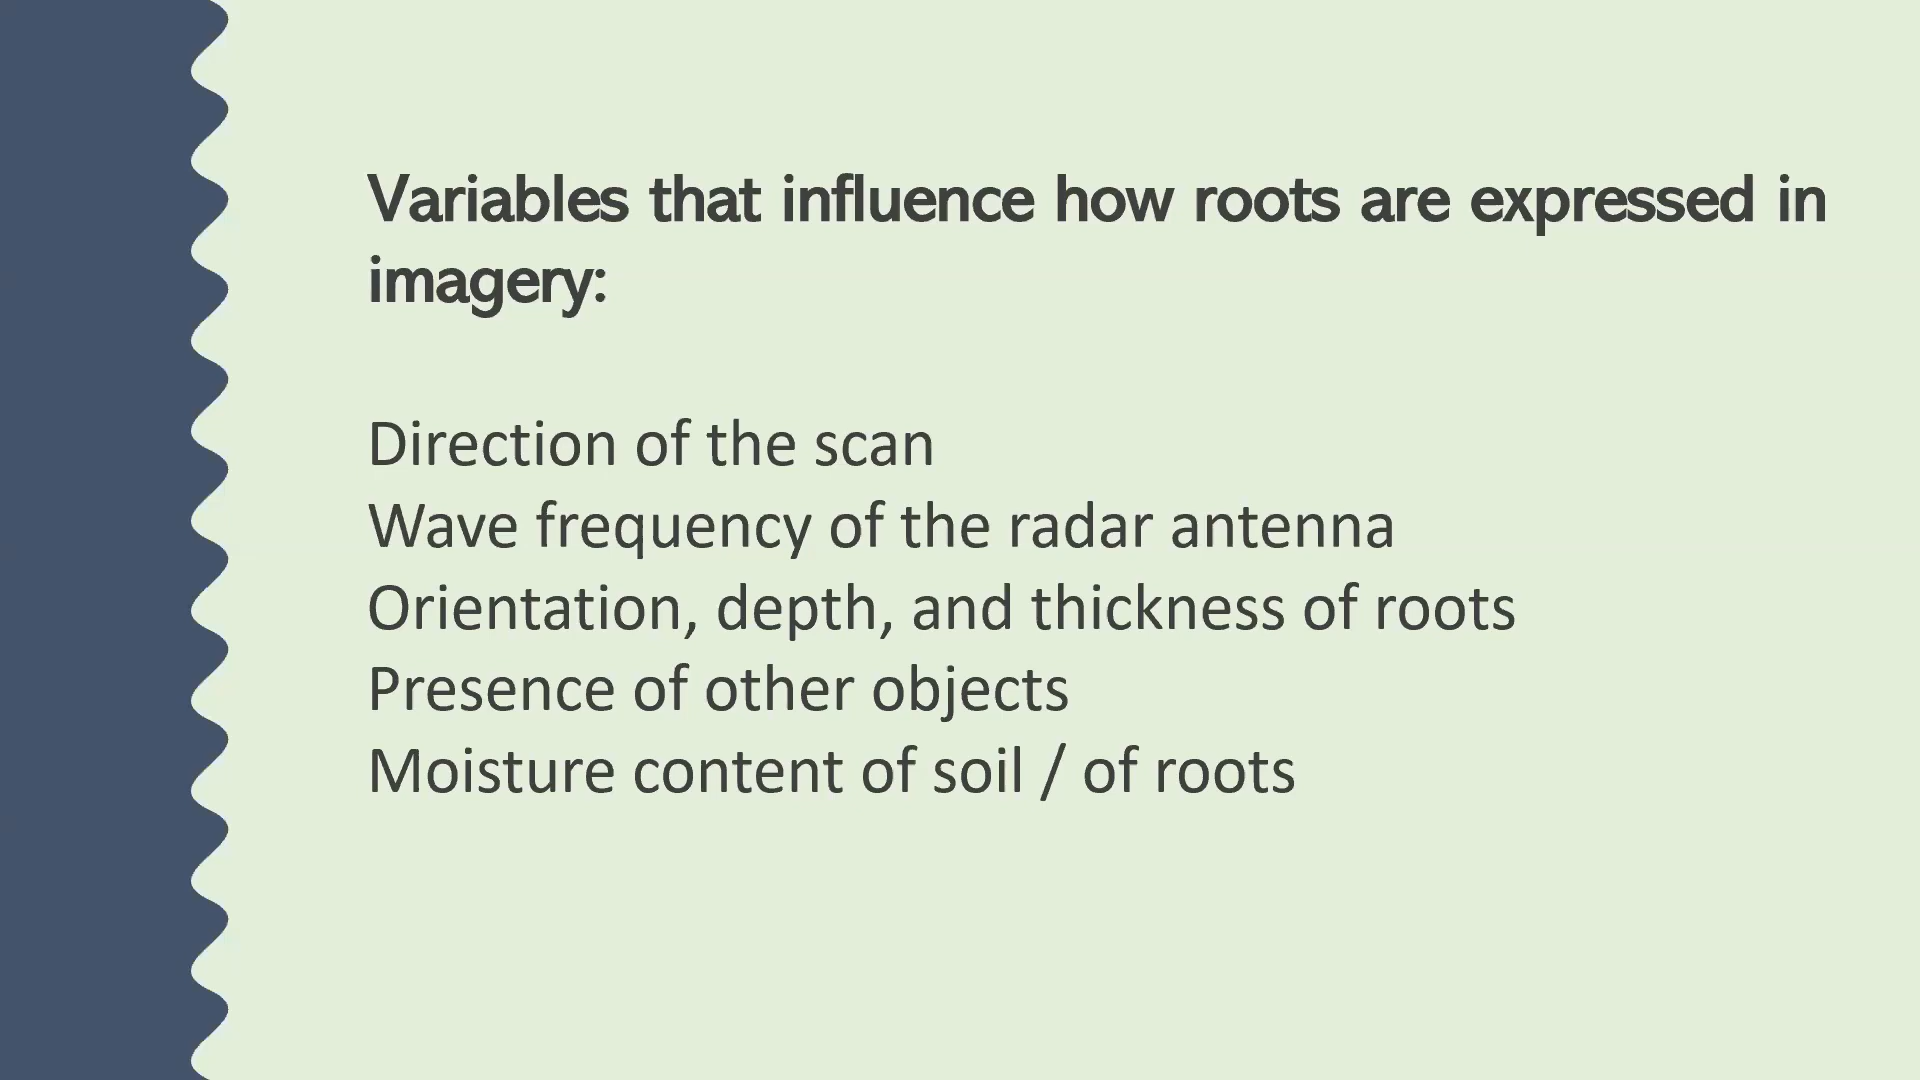 Variables that influence how roots are expressed in
imagery:
Direction of the scan
Wave frequency of the radar antenna
Orientation, depth, and thickness of roots
Presence of other objects
Moisture content of soil / of roots